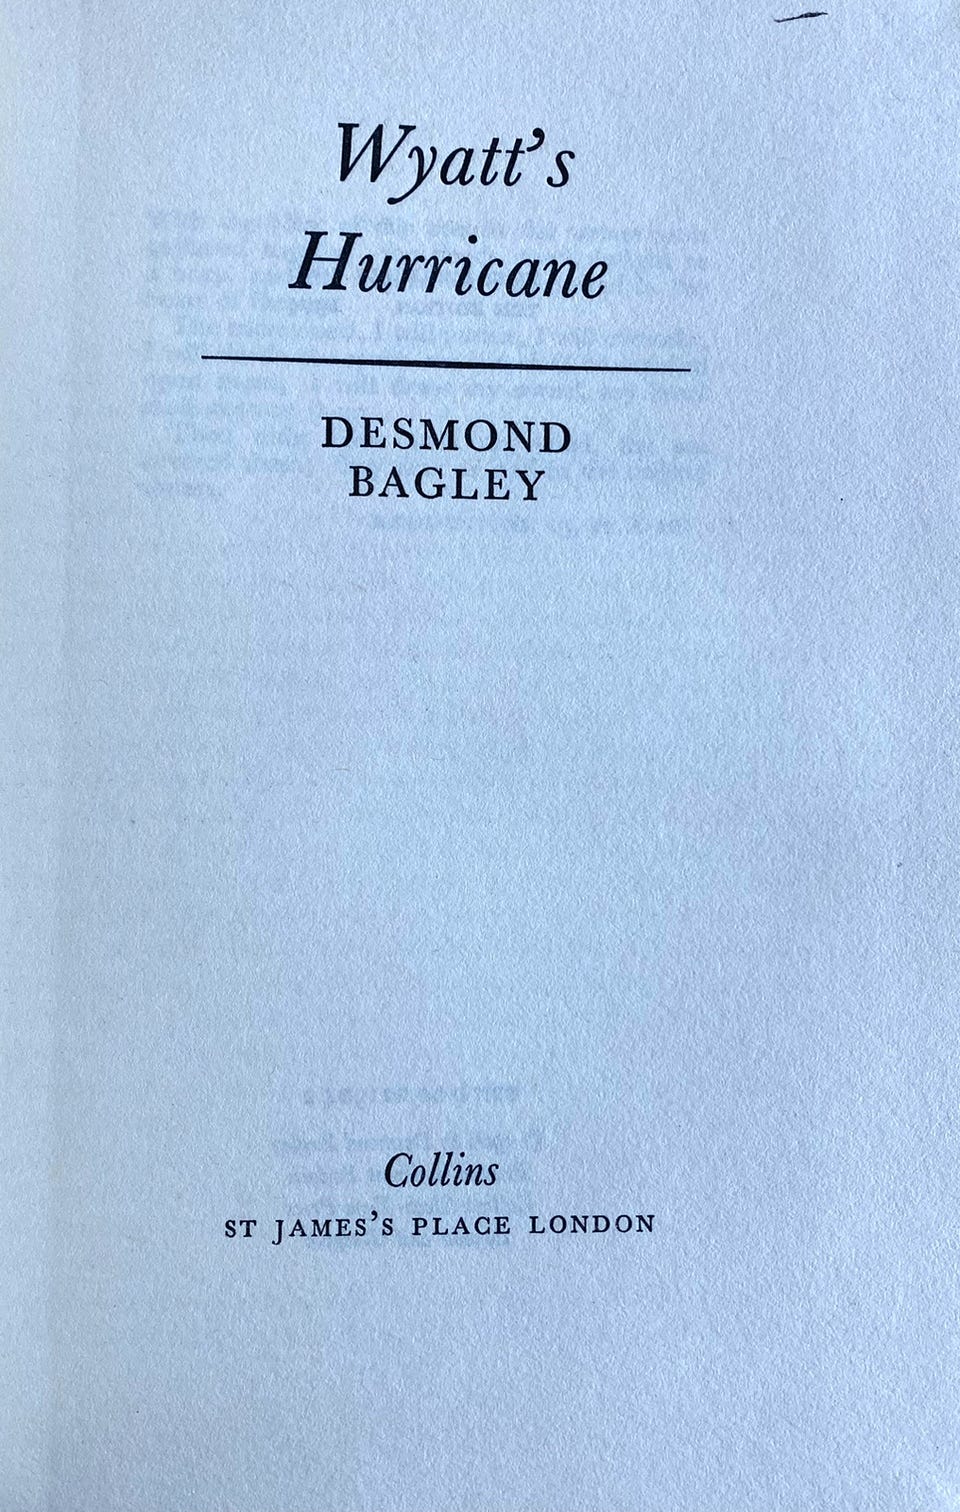 Wyatt's
Hurricane
DESMOND
BAGLEY
Collins
ST JAMES'S PLACE LONDON